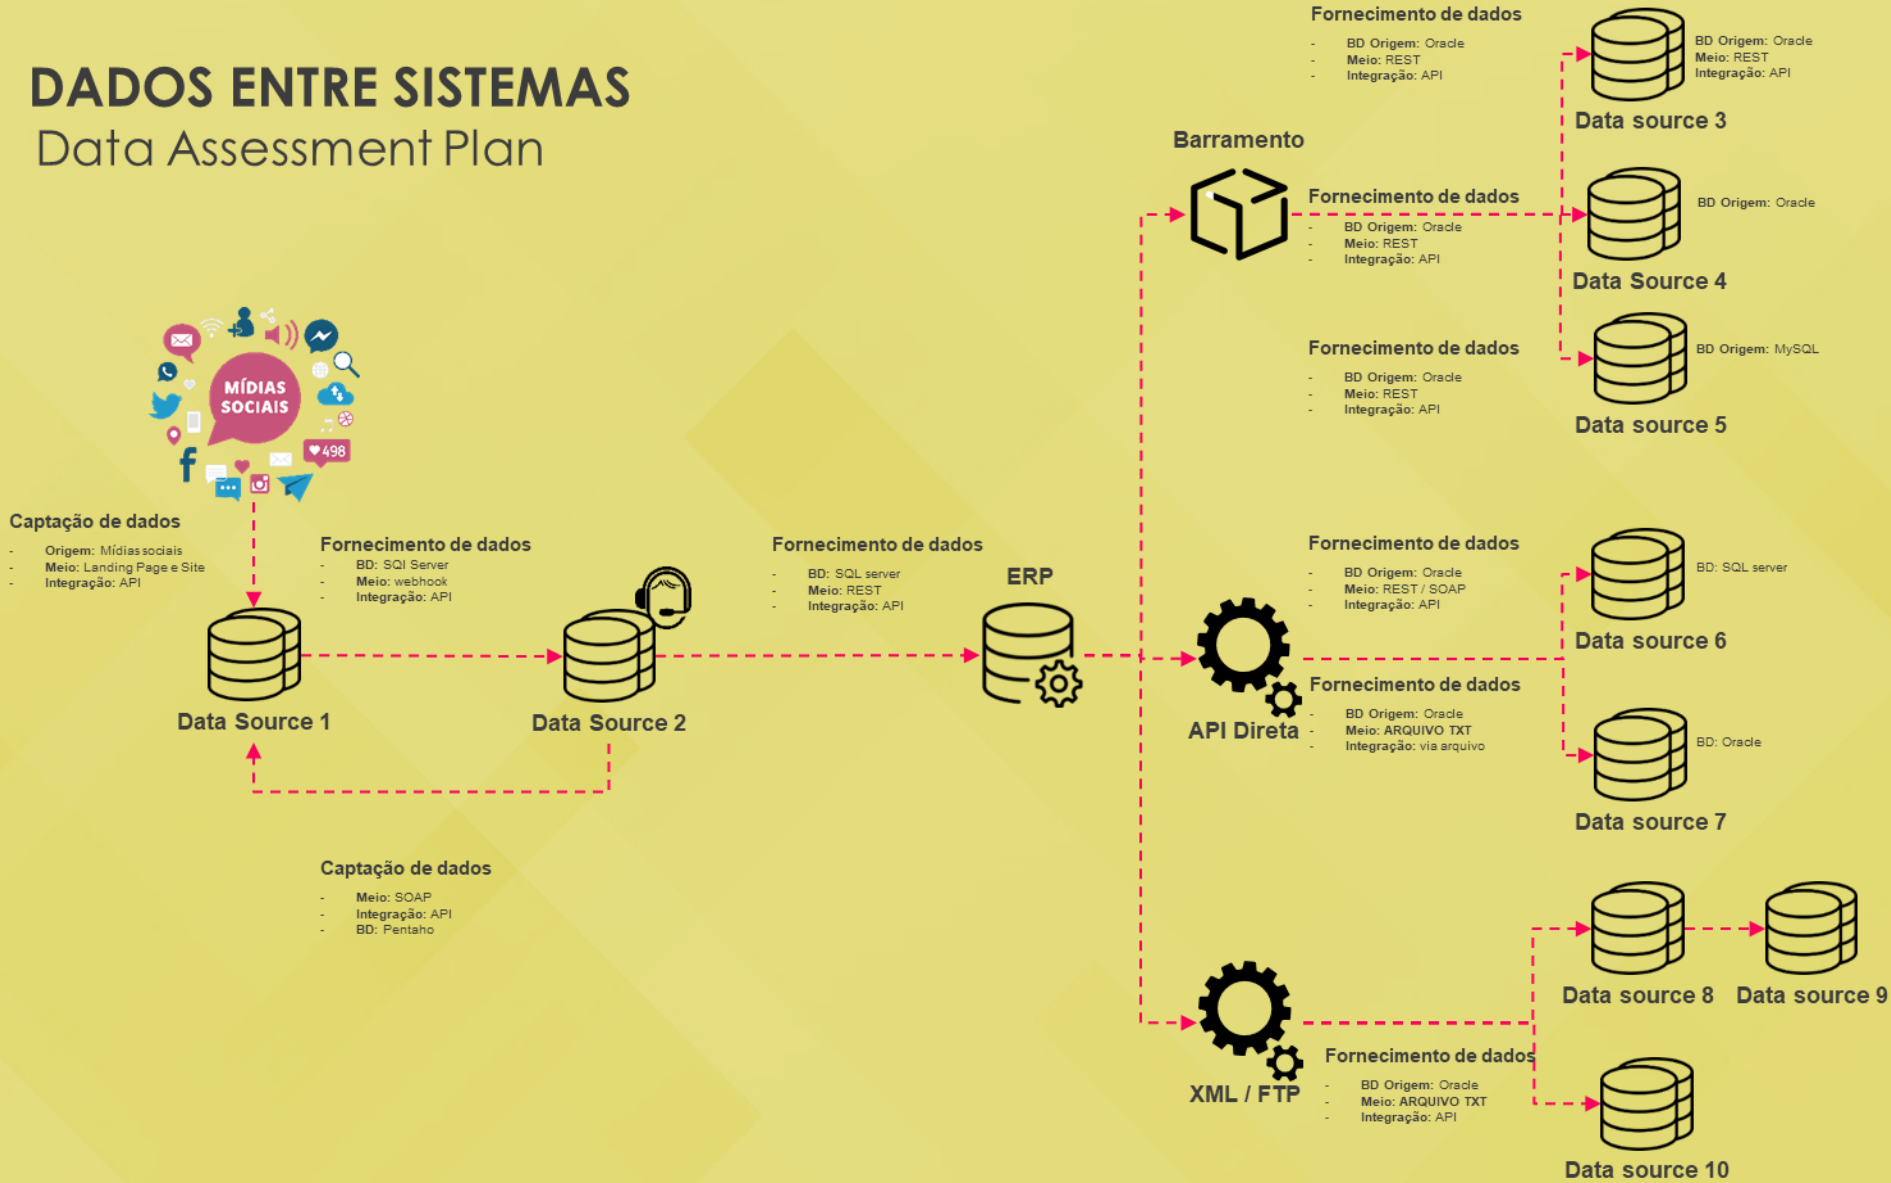 DADOS ENTRE SISTEMAS
Data Assessment Plan
MÍDIAS
SOCIAIS
498
Captação de dados
- Origem: Mídias sociais
- Meio: Landing Page e Site
- Integração: API
Data Source 1
Fornecimento de dados
- BD: SQl Server
- Meio: webhook
- Integração: API
Data Source 2
Captação de dados
- Meio: SOAP
- Integração: API
- BD: Pentaho
Fornecimento de dados
- BD: SQL server
- Meio: REST
- Integração: API
ERP
Barramento
Fornecimento de dados
- BD Origem: Oracle
- Meio: REST
- Integração: API
BD Origem: Oracle
Meio: REST
Integração: API
Data source 3
Fornecimento de dados
- BD Origem: Oracle
- Meio: REST
- Integração: API
BD Origem: Oracle
Data Source 4
Fornecimento de dados
- BD Origem: Oracle
- Meio: REST
- Integração: API
BD Origem: MySQL
Data source 5
API Direta
Fornecimento de dados
- BD Origem: Oracle
- Meio: REST / SOAP
- Integração: API
BD: SQL server
Data source 6
Fornecimento de dados
- BD Origem: Oracle
- Meio: ARQUIVO TXT
- Integração: via arquivo
BD: Oracle
Data source 7
XML / FTP
Data source 8
Data source 9
Fornecimento de dados
- BD Origem: Oracle
- Meio: ARQUIVO TXT
- Integração: API
Data source 10